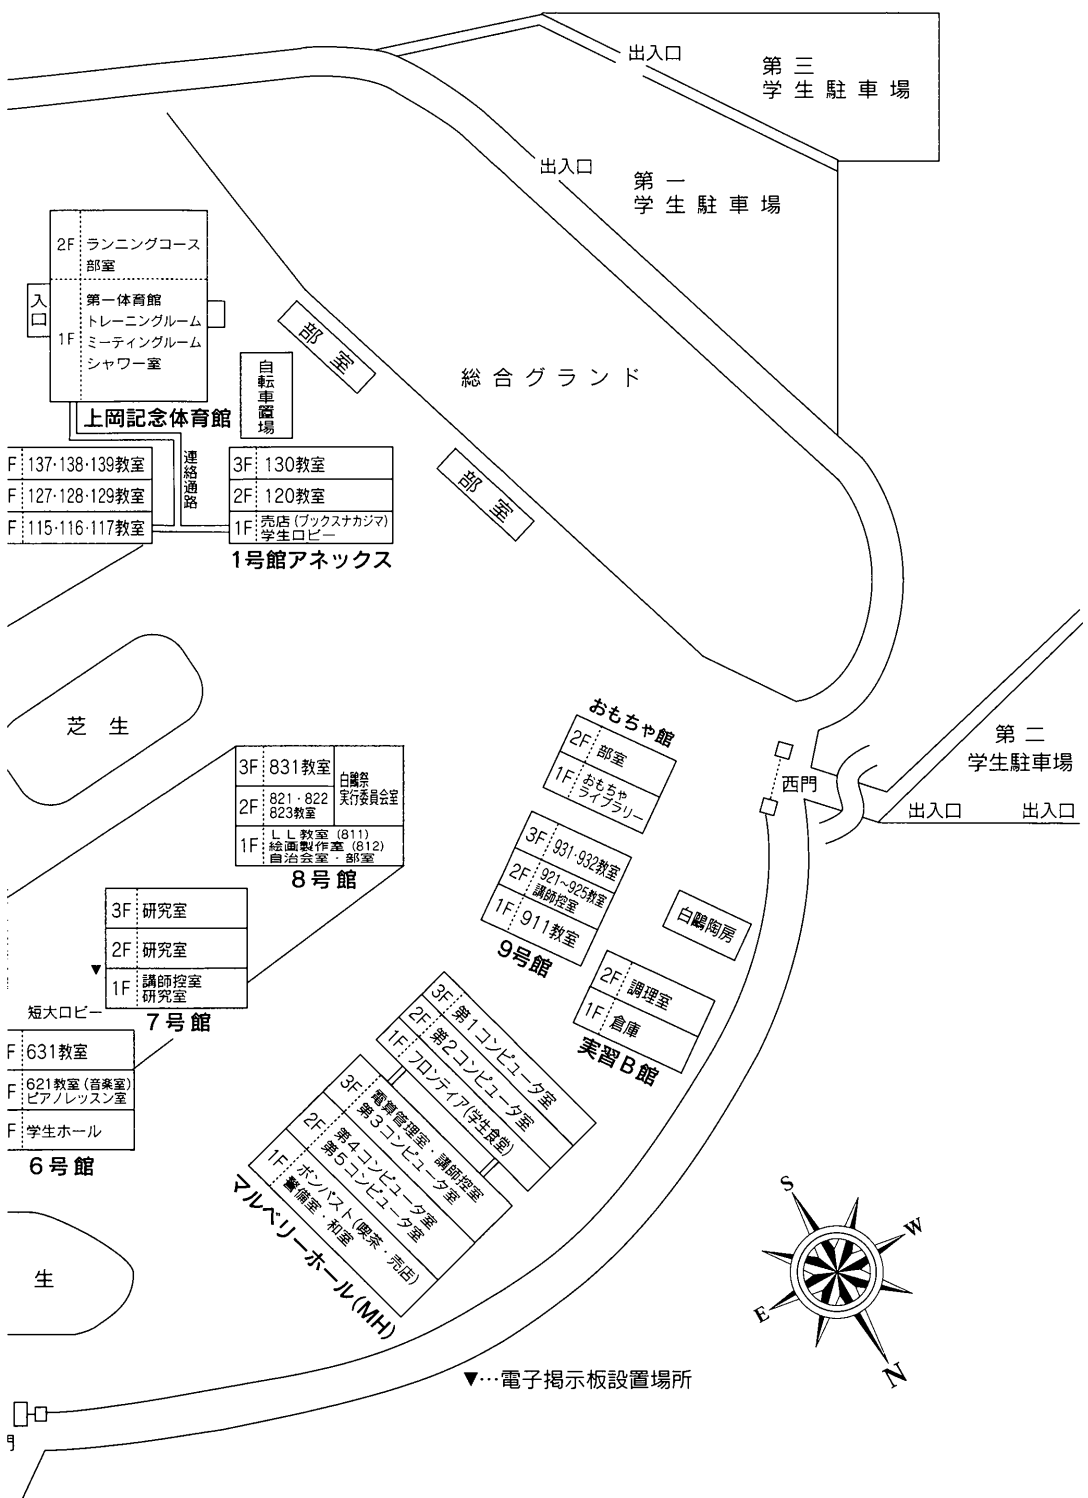 出入口
第三
学生駐車場
出入口
第一
学生駐車場
2F ランニングコース
部室
入口
1F 第一体育館
トレーニングルーム
ミーティングルーム
シャワー室
上岡記念体育館
自転車置場
部室
総合グランド
部室
連絡通路
F 137·138·139教室
F 127·128·129教室
F 115·116·117教室
3F 130教室
2F 120教室
1F 売店(ブックスナカジマ)
学生ロビー
1号館アネックス
芝生
おもちゃ館
2F 部室
1F おもちゃ
ライブラリー
第二
学生駐車場
西門
出入口 出入口
3F 831教室
白鷗祭
実行委員会室
2F 821・822
823教室
1F LL教室(811)
絵画製作室(812)
自治会室・部室
8号館
3F 931·932教室
2F 921〜925教室
講師控室
1F 911教室
9号館
白鷗陶房
3F 研究室
2F 研究室
▼
1F 講師控室
研究室
7号館
短大ロビー
2F 調理室
1F 倉庫
実習B館
F 631教室
F 621教室(音楽室)
ピアノレッスン室
F 学生ホール
6号館
3F 第1コンピュータ室
2F 第2コンピュータ室
1F フロンティア(学生食堂)
3F 電算管理室・講師控室
第3コンピュータ室
2F 第4コンピュータ室
第5コンピュータ室
1F ボンパスト(喫茶・売店)
警備室・和室
マルベリーホール(MH)
生
S
W
E
N
▼…電子掲示板設置場所
門